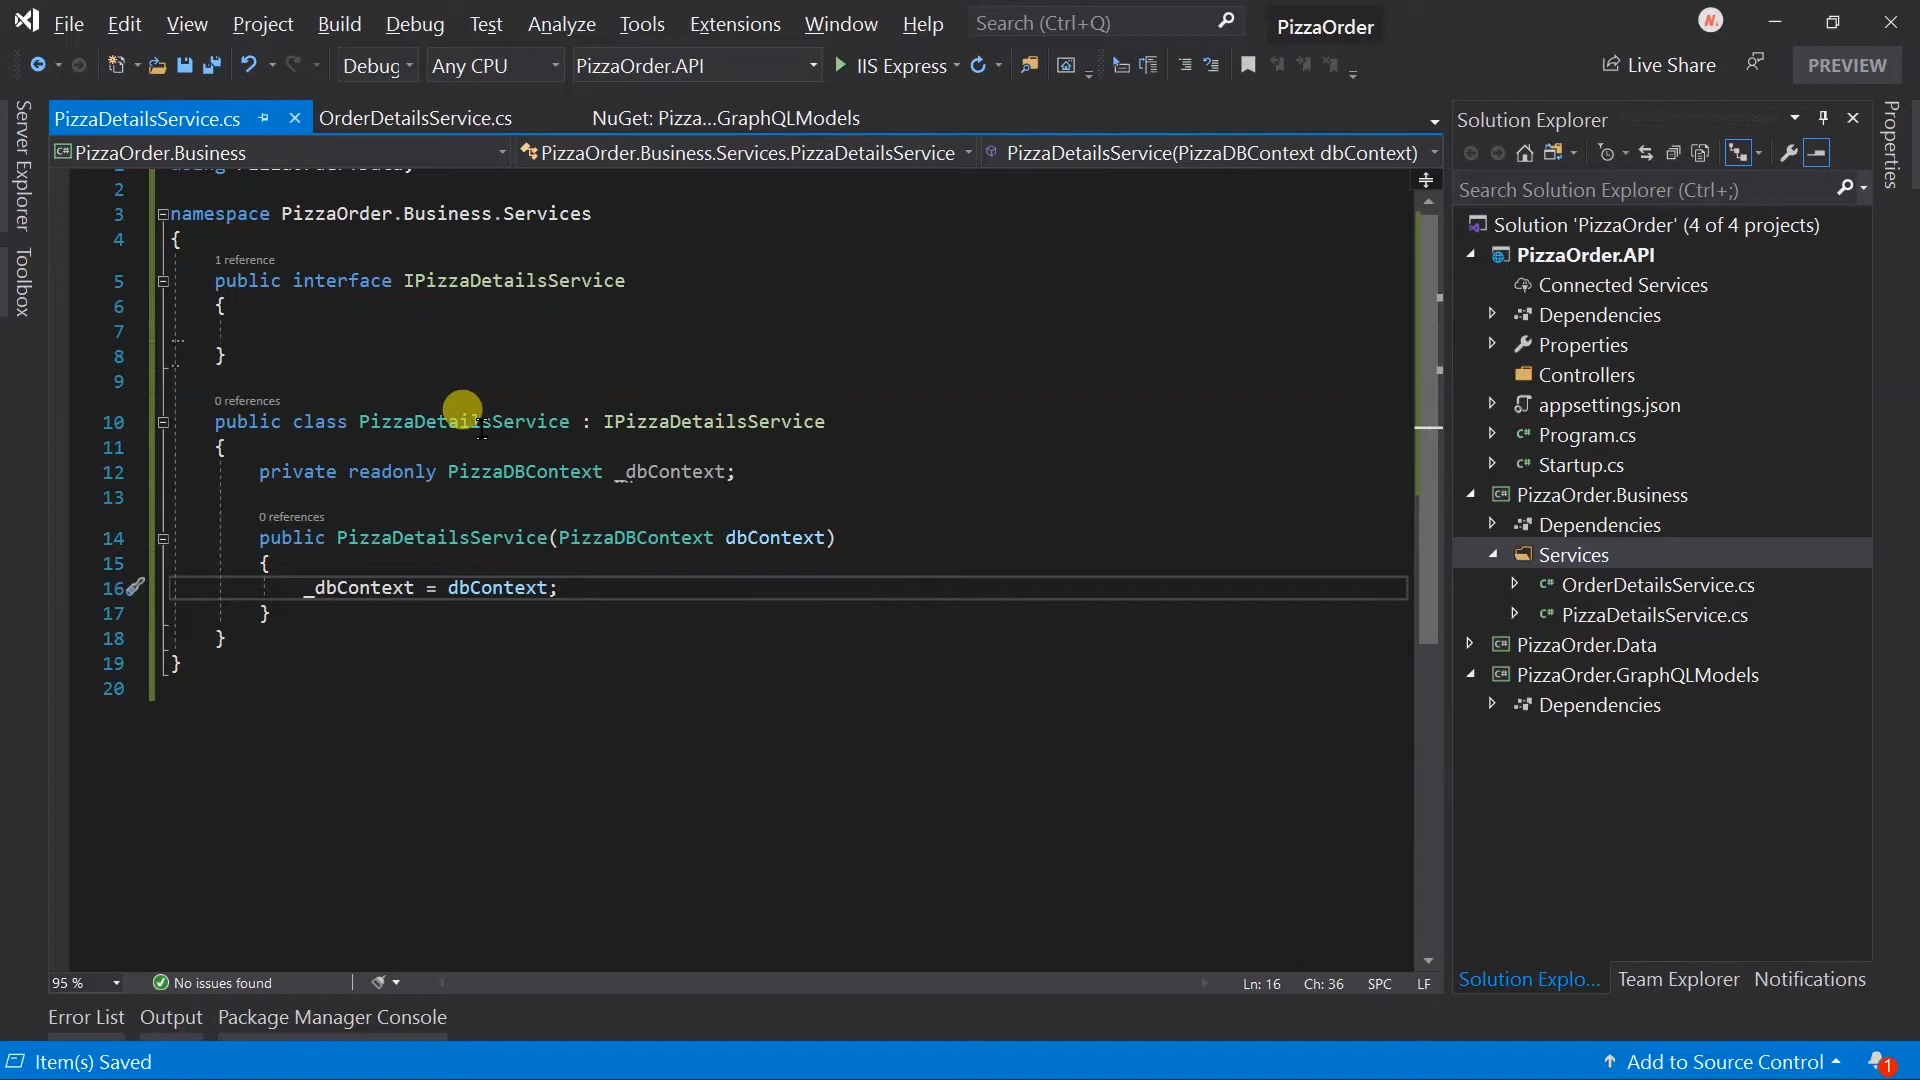 File Edit View Project Build Debug Test Analyze Tools Extensions Window Help Search (Ctrl+Q) PizzaOrder
Debug Any CPU PizzaOrder.API IIS Express Live Share PREVIEW
Server Explorer
Toolbox
PizzaDetailsService.cs OrderDetailsService.cs NuGet: Pizza...GraphQLModels
PizzaOrder.Business PizzaOrder.Business.Services.PizzaDetailsService PizzaDetailsService(PizzaDBContext dbContext)
2
3 namespace PizzaOrder.Business.Services
4 {
1 reference
5 public interface IPizzaDetailsService
6 {
7
8 }
9
0 references
10 public class PizzaDetailsService : IPizzaDetailsService
11 {
12 private readonly PizzaDBContext _dbContext;
13
0 references
14 public PizzaDetailsService(PizzaDBContext dbContext)
15 {
16 _dbContext = dbContext;
17 }
18 }
19 }
20
95 % No issues found Ln: 16 Ch: 36 SPC LF
Solution Explorer
Search Solution Explorer (Ctrl+;)
Solution 'PizzaOrder' (4 of 4 projects)
PizzaOrder.API
Connected Services
Dependencies
Properties
Controllers
appsettings.json
C# Program.cs
C# Startup.cs
C# PizzaOrder.Business
Dependencies
Services
C# OrderDetailsService.cs
C# PizzaDetailsService.cs
C# PizzaOrder.Data
C# PizzaOrder.GraphQLModels
Dependencies
Solution Explo... Team Explorer Notifications
Properties
Error List Output Package Manager Console
Item(s) Saved Add to Source Control 1